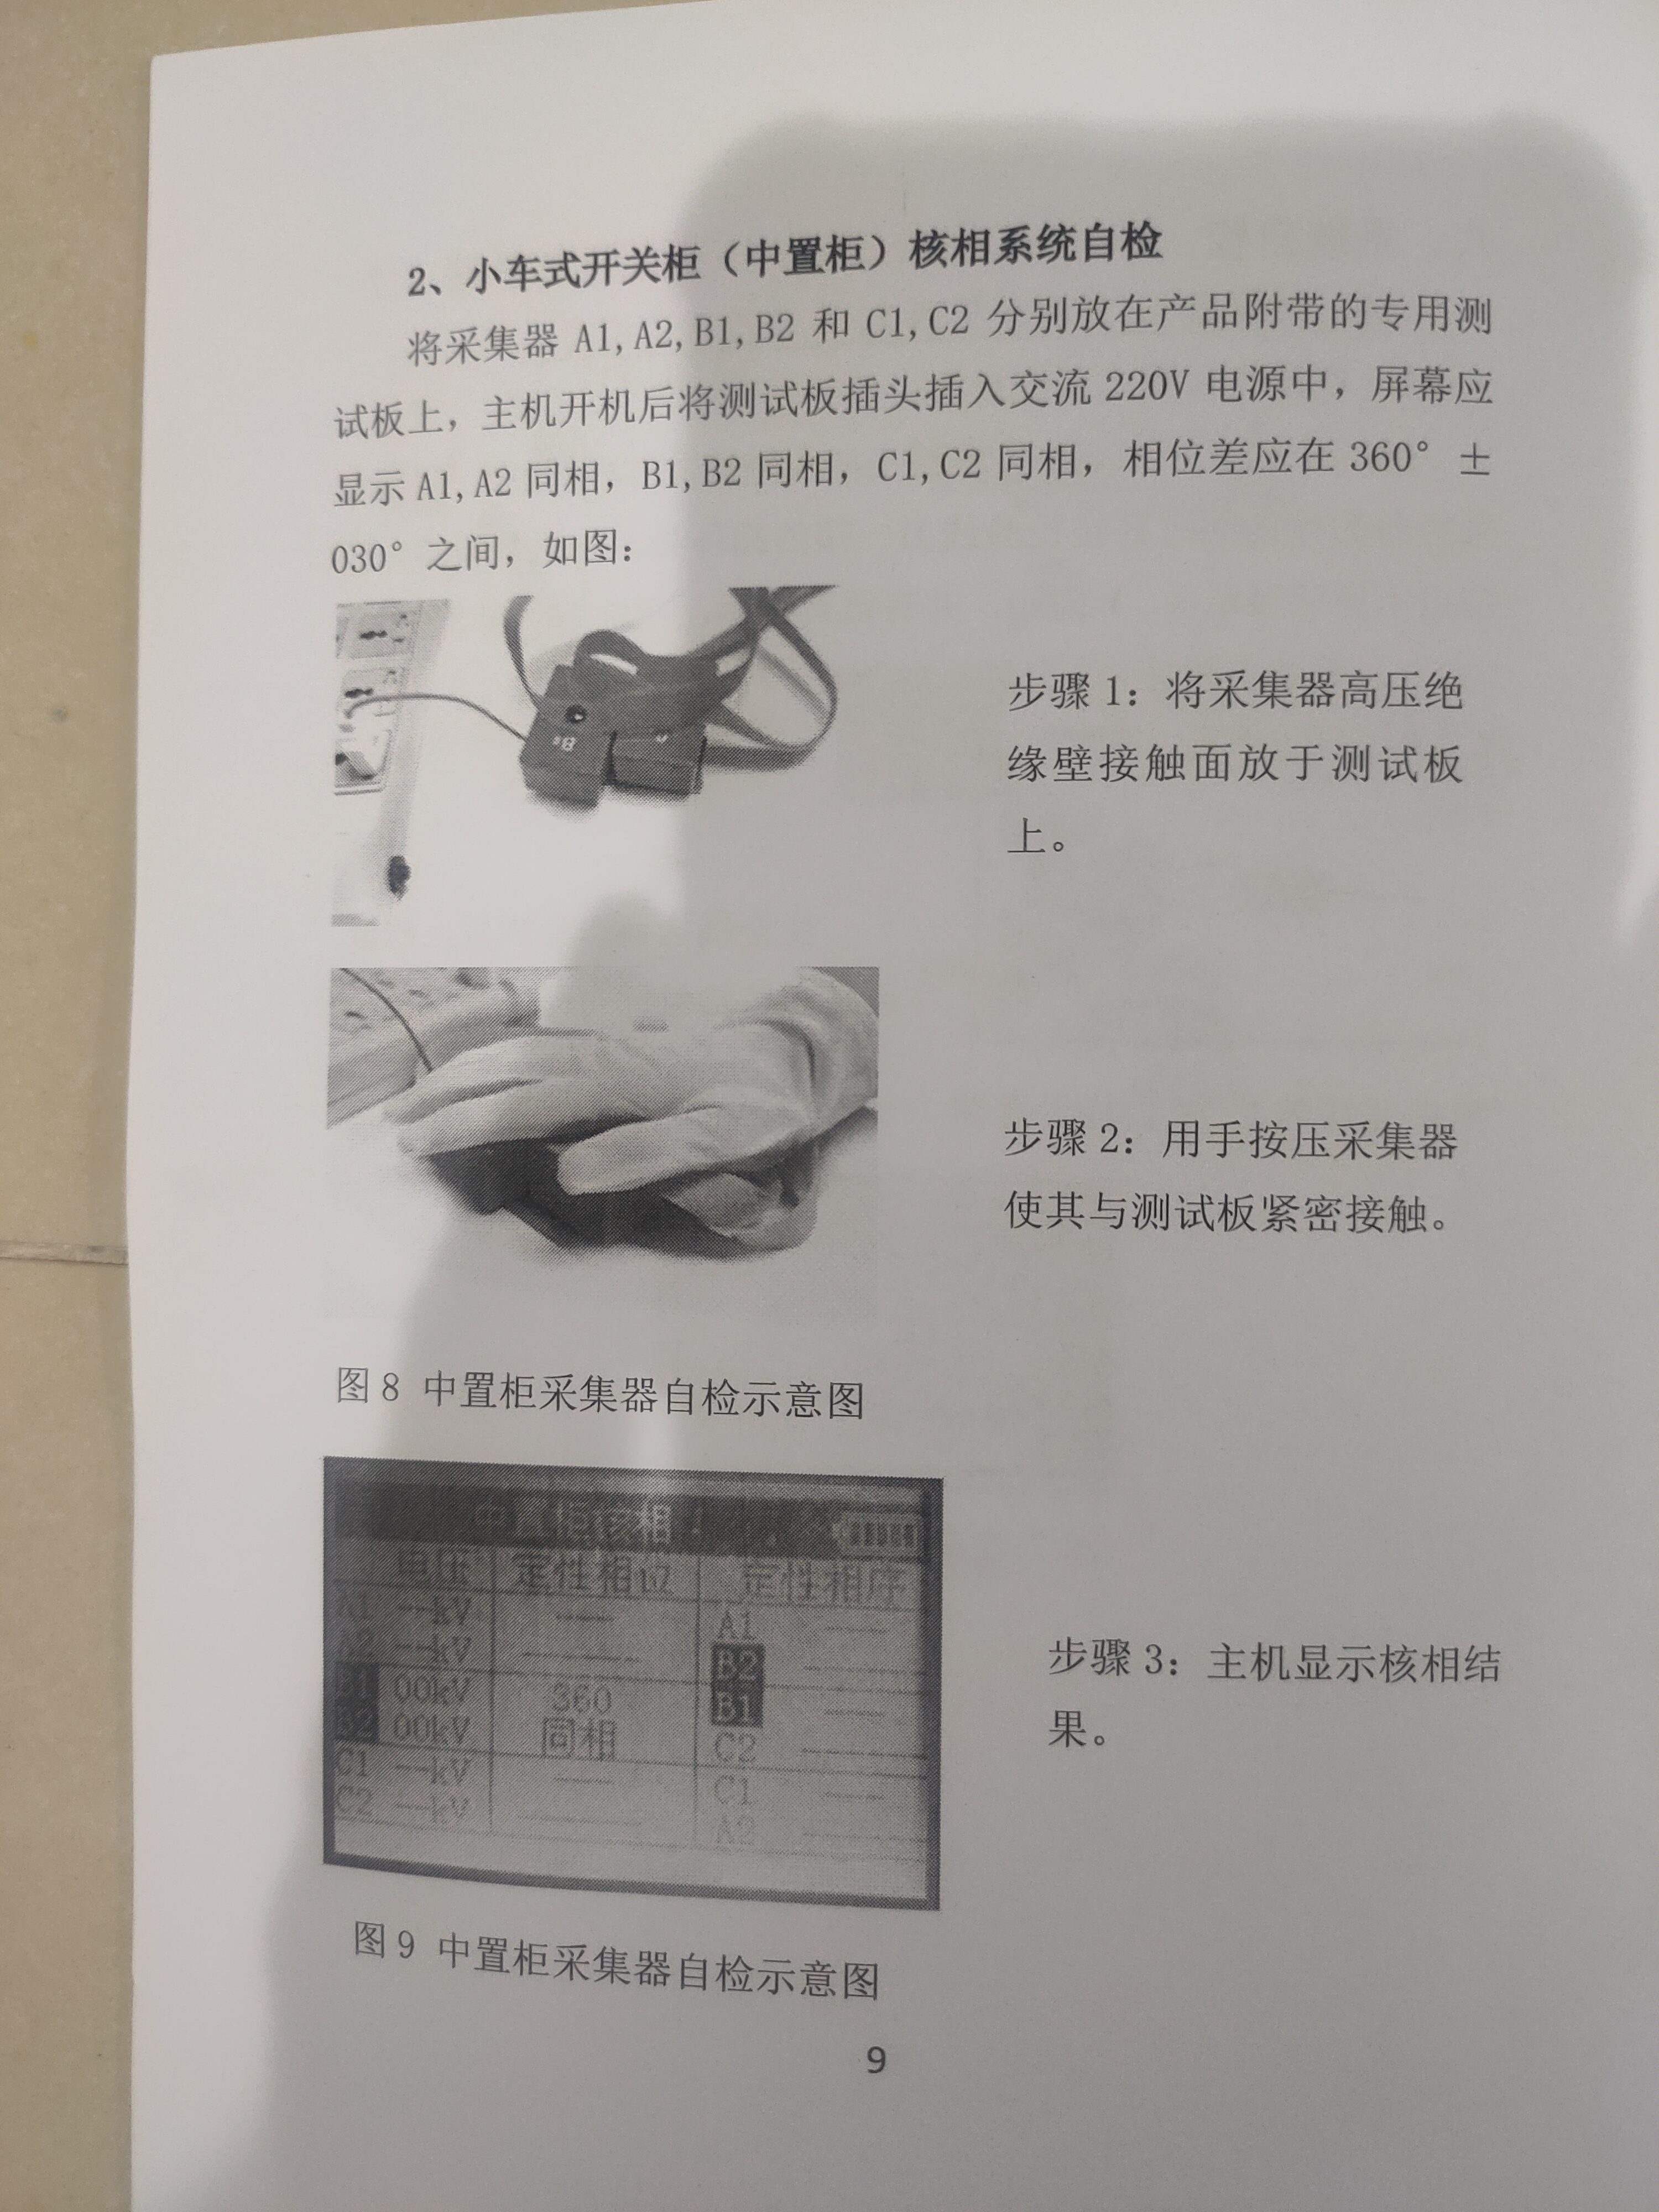 2、小车式开关柜（中置柜）核相系统自检
将采集器 A1,A2,B1,B2 和 C1,C2 分别放在产品附带的专用测
试板上，主机开机后将测试板插头插入交流 220V 电源中，屏幕应
显示 A1,A2 同相，B1,B2 同相，C1,C2 同相，相位差应在 360° ±
030° 之间，如图：
步骤 1：将采集器高压绝
缘壁接触面放于测试板
上。
步骤 2：用手按压采集器
使其与测试板紧密接触。
图 8 中置柜采集器自检示意图
中置柜核相
电压 定性相位 定性相序
A1 —kV —— A1 ——
A2 —kV —— B2 ——
B1 00kV 360 B1 ——
B2 00kV 同相 C2 ——
C1 —kV —— C1 ——
C2 —kV —— A2 ——
步骤 3：主机显示核相结
果。
图 9 中置柜采集器自检示意图
9